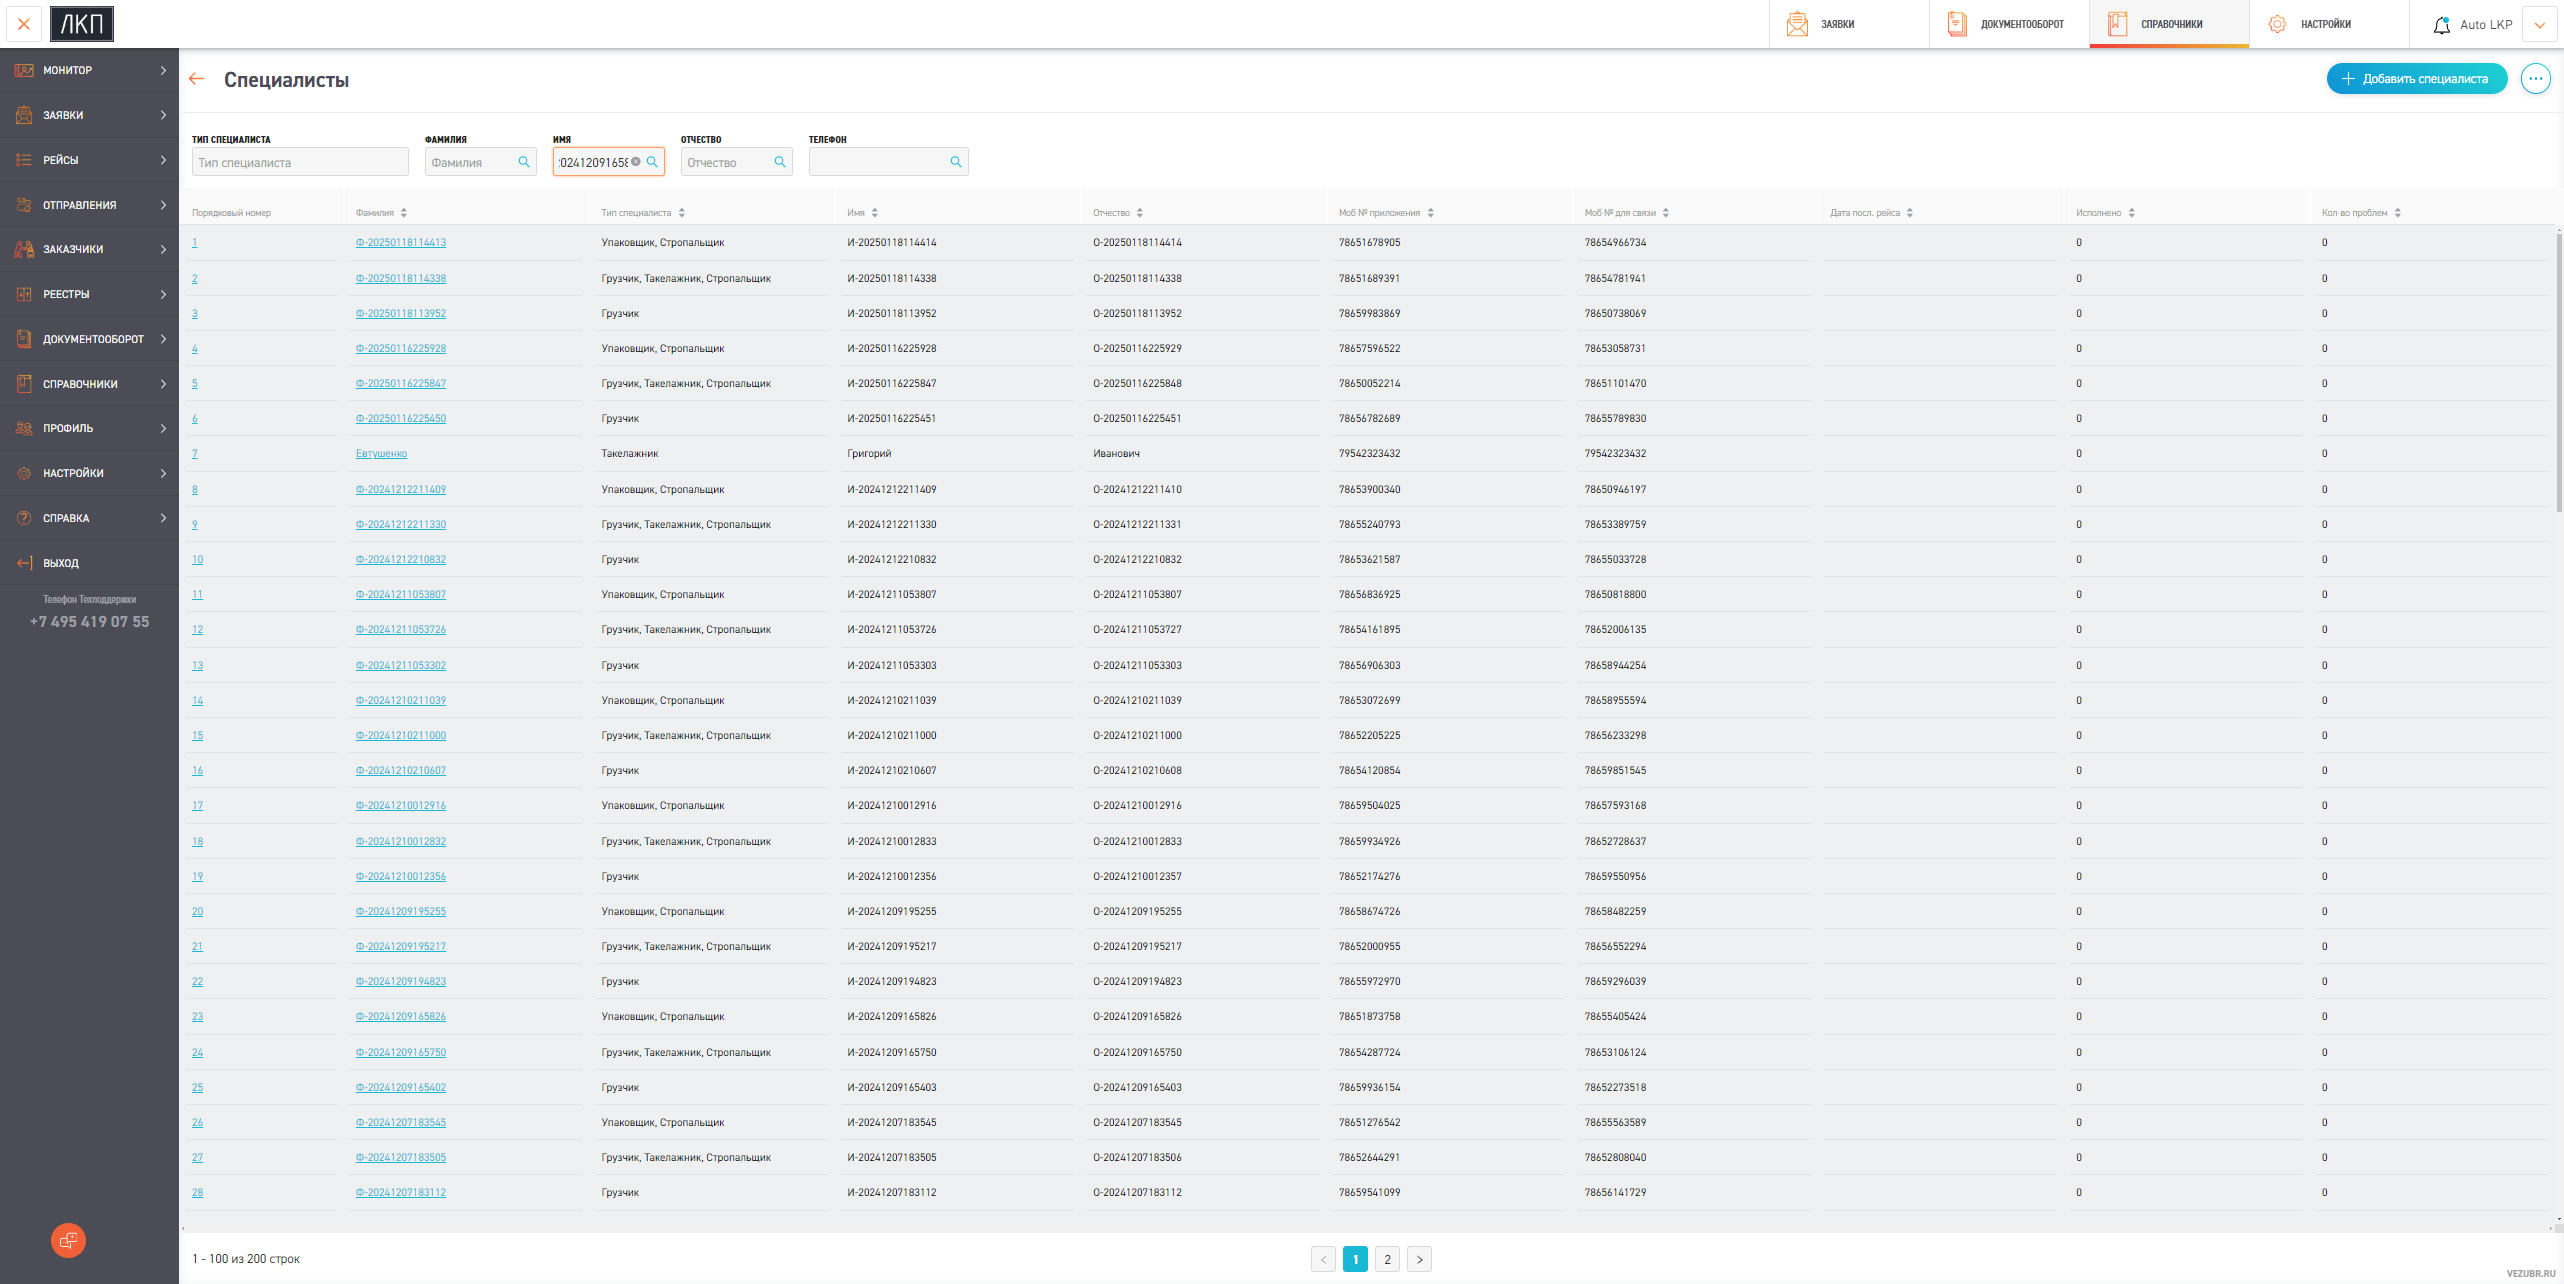 ЛКП
ЗАЯВКИ
ДОКУМЕНТООБОРОТ
СПРАВОЧНИКИ
НАСТРОЙКИ
Auto LKP
МОНИТОР
ЗАЯВКИ
РЕЙСЫ
ОТПРАВЛЕНИЯ
ЗАКАЗЧИКИ
РЕЕСТРЫ
ДОКУМЕНТООБОРОТ
СПРАВОЧНИКИ
ПРОФИЛЬ
НАСТРОЙКИ
СПРАВКА
ВЫХОД
Телефон Техподдержки
+7 495 419 07 55
Специалисты
Добавить специалиста
ТИП СПЕЦИАЛИСТА ФАМИЛИЯ ИМЯ ОТЧЕСТВО ТЕЛЕФОН
Тип специалиста Фамилия 20241209165 Отчество
Порядковый номер Фамилия Тип специалиста Имя Отчество Моб № приложения Моб № для связи Дата посл. рейса Исполнено Кол-во проблем
1 Ф-20250118114413 Упаковщик, Стропальщик И-20250118114414 О-20250118114414 78651678905 78654966734 0 0
2 Ф-20250118114338 Грузчик, Такелажник, Стропальщик И-20250118114338 О-20250118114338 78651689391 78654781941 0 0
3 Ф-20250118113952 Грузчик И-20250118113952 О-20250118113952 78659983869 78650738069 0 0
4 Ф-20250116225928 Упаковщик, Стропальщик И-20250116225928 О-20250116225929 78657596522 78653058731 0 0
5 Ф-20250116225847 Грузчик, Такелажник, Стропальщик И-20250116225847 О-20250116225848 78650052214 78651101470 0 0
6 Ф-20250116225450 Грузчик И-20250116225451 О-20250116225451 78656782689 78655789830 0 0
7 Евтушенко Такелажник Григорий Иванович 79542323432 79542323432 0 0
8 Ф-20241212211409 Упаковщик, Стропальщик И-20241212211409 О-20241212211410 78653900340 78650946197 0 0
9 Ф-20241212211330 Грузчик, Такелажник, Стропальщик И-20241212211330 О-20241212211331 78655240793 78653389759 0 0
10 Ф-20241212210832 Грузчик И-20241212210832 О-20241212210832 78653621587 78655033728 0 0
11 Ф-20241211053807 Упаковщик, Стропальщик И-20241211053807 О-20241211053807 78656836925 78650818800 0 0
12 Ф-20241211053726 Грузчик, Такелажник, Стропальщик И-20241211053726 О-20241211053727 78654161895 78652006135 0 0
13 Ф-20241211053302 Грузчик И-20241211053303 О-20241211053303 78656906303 78658944254 0 0
14 Ф-20241210211039 Упаковщик, Стропальщик И-20241210211039 О-20241210211039 78653072699 78658955594 0 0
15 Ф-20241210211000 Грузчик, Такелажник, Стропальщик И-20241210211000 О-20241210211000 78652205225 78656233298 0 0
16 Ф-20241210210607 Грузчик И-20241210210607 О-20241210210608 78654120854 78659851545 0 0
17 Ф-20241210012916 Упаковщик, Стропальщик И-20241210012916 О-20241210012916 78659504025 78657593168 0 0
18 Ф-20241210012832 Грузчик, Такелажник, Стропальщик И-20241210012833 О-20241210012833 78659934926 78652728637 0 0
19 Ф-20241210012356 Грузчик И-20241210012356 О-20241210012357 78652174276 78659550956 0 0
20 Ф-20241209195255 Упаковщик, Стропальщик И-20241209195255 О-20241209195255 78658674726 78658482259 0 0
21 Ф-20241209195217 Грузчик, Такелажник, Стропальщик И-20241209195217 О-20241209195217 78652000955 78656552294 0 0
22 Ф-20241209194823 Грузчик И-20241209194823 О-20241209194823 78655972970 78659296039 0 0
23 Ф-20241209165826 Упаковщик, Стропальщик И-20241209165826 О-20241209165826 78651873758 78655405424 0 0
24 Ф-20241209165750 Грузчик, Такелажник, Стропальщик И-20241209165750 О-20241209165750 78654287724 78653106124 0 0
25 Ф-20241209165402 Грузчик И-20241209165403 О-20241209165403 78659936154 78652273518 0 0
26 Ф-20241207183545 Упаковщик, Стропальщик И-20241207183545 О-20241207183545 78651276542 78655563589 0 0
27 Ф-20241207183505 Грузчик, Такелажник, Стропальщик И-20241207183505 О-20241207183506 78652644291 78652808040 0 0
28 Ф-20241207183112 Грузчик И-20241207183112 О-20241207183112 78659541099 78656141729 0 0
1 - 100 из 200 строк
< 1 2 >
VEZUBR.RU